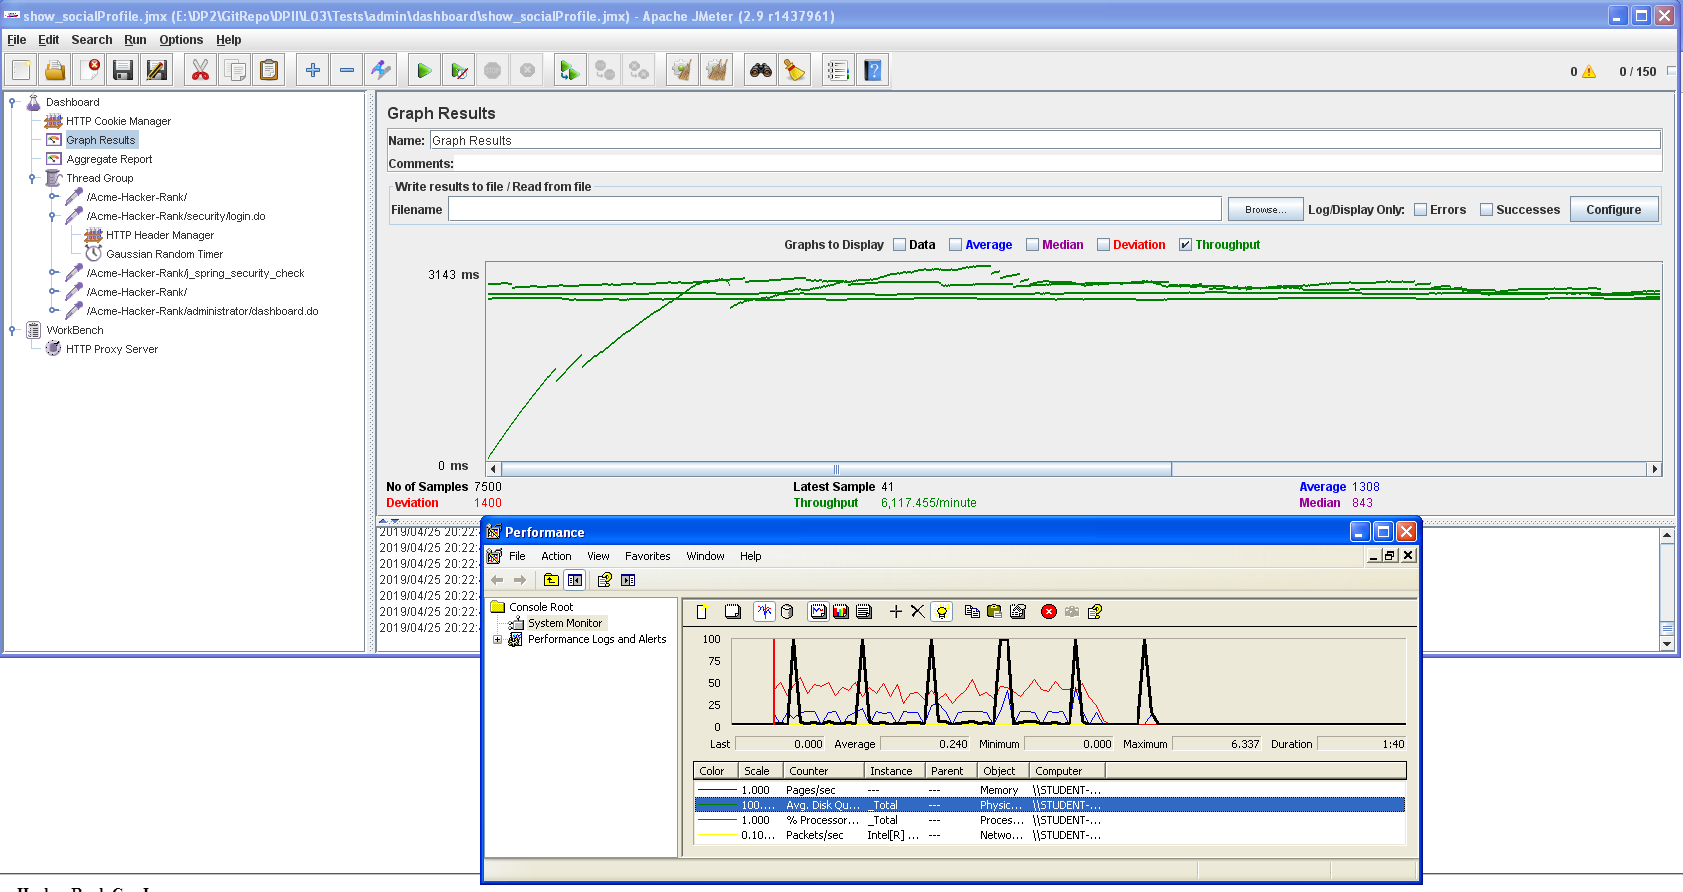 show_socialProfile.jmx (E:\DP2\GitRepo\DPII\LO3\Tests\admin\dashboard\show_socialProfile.jmx) - Apache JMeter (2.9 r1437961)
File Edit Search Run Options Help
0 0 / 150
Dashboard
HTTP Cookie Manager
Graph Results
Aggregate Report
Thread Group
/Acme-Hacker-Rank/
/Acme-Hacker-Rank/security/login.do
HTTP Header Manager
Gaussian Random Timer
/Acme-Hacker-Rank/j_spring_security_check
/Acme-Hacker-Rank/
/Acme-Hacker-Rank/administrator/dashboard.do
WorkBench
HTTP Proxy Server
Graph Results
Name: Graph Results
Comments:
Write results to file / Read from file
Filename Browse... Log/Display Only: Errors Successes Configure
Graphs to Display Data Average Median Deviation Throughput
3143 ms
0 ms
No of Samples 7500 Latest Sample 41 Average 1308
Deviation 1400 Throughput 6,117.455/minute Median 843
2019/04/25 20:22:
2019/04/25 20:22:
2019/04/25 20:22:
2019/04/25 20:22:
2019/04/25 20:22:
2019/04/25 20:22:
2019/04/25 20:22:
Performance
File Action View Favorites Window Help
Console Root
System Monitor
Performance Logs and Alerts
100
75
50
25
0
Last 0.000 Average 0.240 Minimum 0.000 Maximum 6.337 Duration 1:40
Color Scale Counter Instance Parent Object Computer
1.000 Pages/sec --- --- Memory \\STUDENT-...
100.... Avg. Disk Qu... _Total --- Physic... \\STUDENT-...
1.000 % Processor... _Total --- Proces... \\STUDENT-...
0.10... Packets/sec Intel[R] ... --- Netwo... \\STUDENT-...